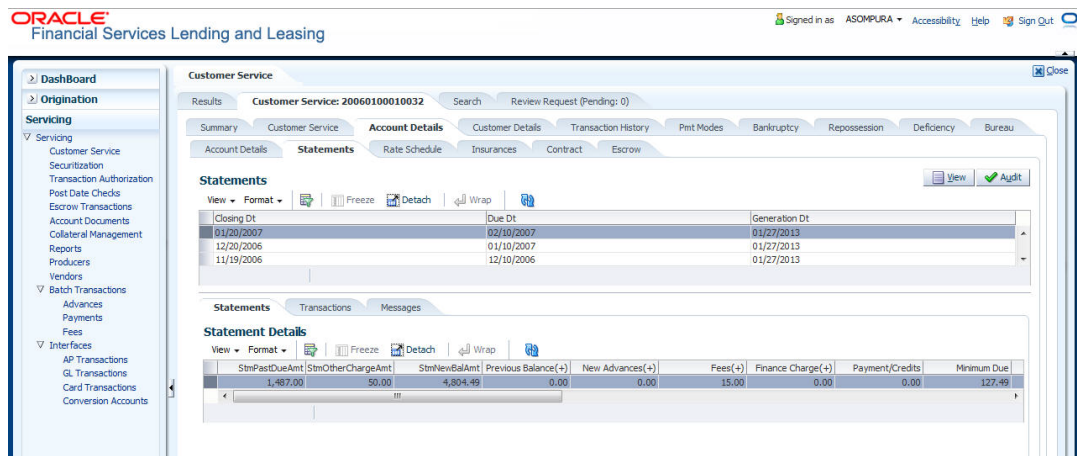 ORACLE
Financial Services Lending and Leasing
Signed in as ASOMPURA Accessibility Help Sign Out
Close
DashBoard
Origination
Servicing
Servicing
Customer Service
Securitization
Transaction Authorization
Post Date Checks
Escrow Transactions
Account Documents
Collateral Management
Reports
Producers
Vendors
Batch Transactions
Advances
Payments
Fees
Interfaces
AP Transactions
GL Transactions
Card Transactions
Conversion Accounts
Customer Service
Results Customer Service: 20060100010032 Search Review Request (Pending: 0)
Summary Customer Service Account Details Customer Details Transaction History Pmt Modes Bankruptcy Repossession Deficiency Bureau
Account Details Statements Rate Schedule Insurances Contract Escrow
Statements View Audit
View Format Freeze Detach Wrap
Closing Dt Due Dt Generation Dt
01/20/2007 02/10/2007 01/27/2013
12/20/2006 01/10/2007 01/27/2013
11/19/2006 12/10/2006 01/27/2013
Statements Transactions Messages
Statement Details
View Format Freeze Detach Wrap
StmPastDueAmt StmOtherChargeAmt StmNewBalAmt Previous Balance(+) New Advances(+) Fees(+) Finance Charge(+) Payment/Credits Minimum Due
1,487.00 50.00 4,804.49 0.00 0.00 15.00 0.00 0.00 127.49